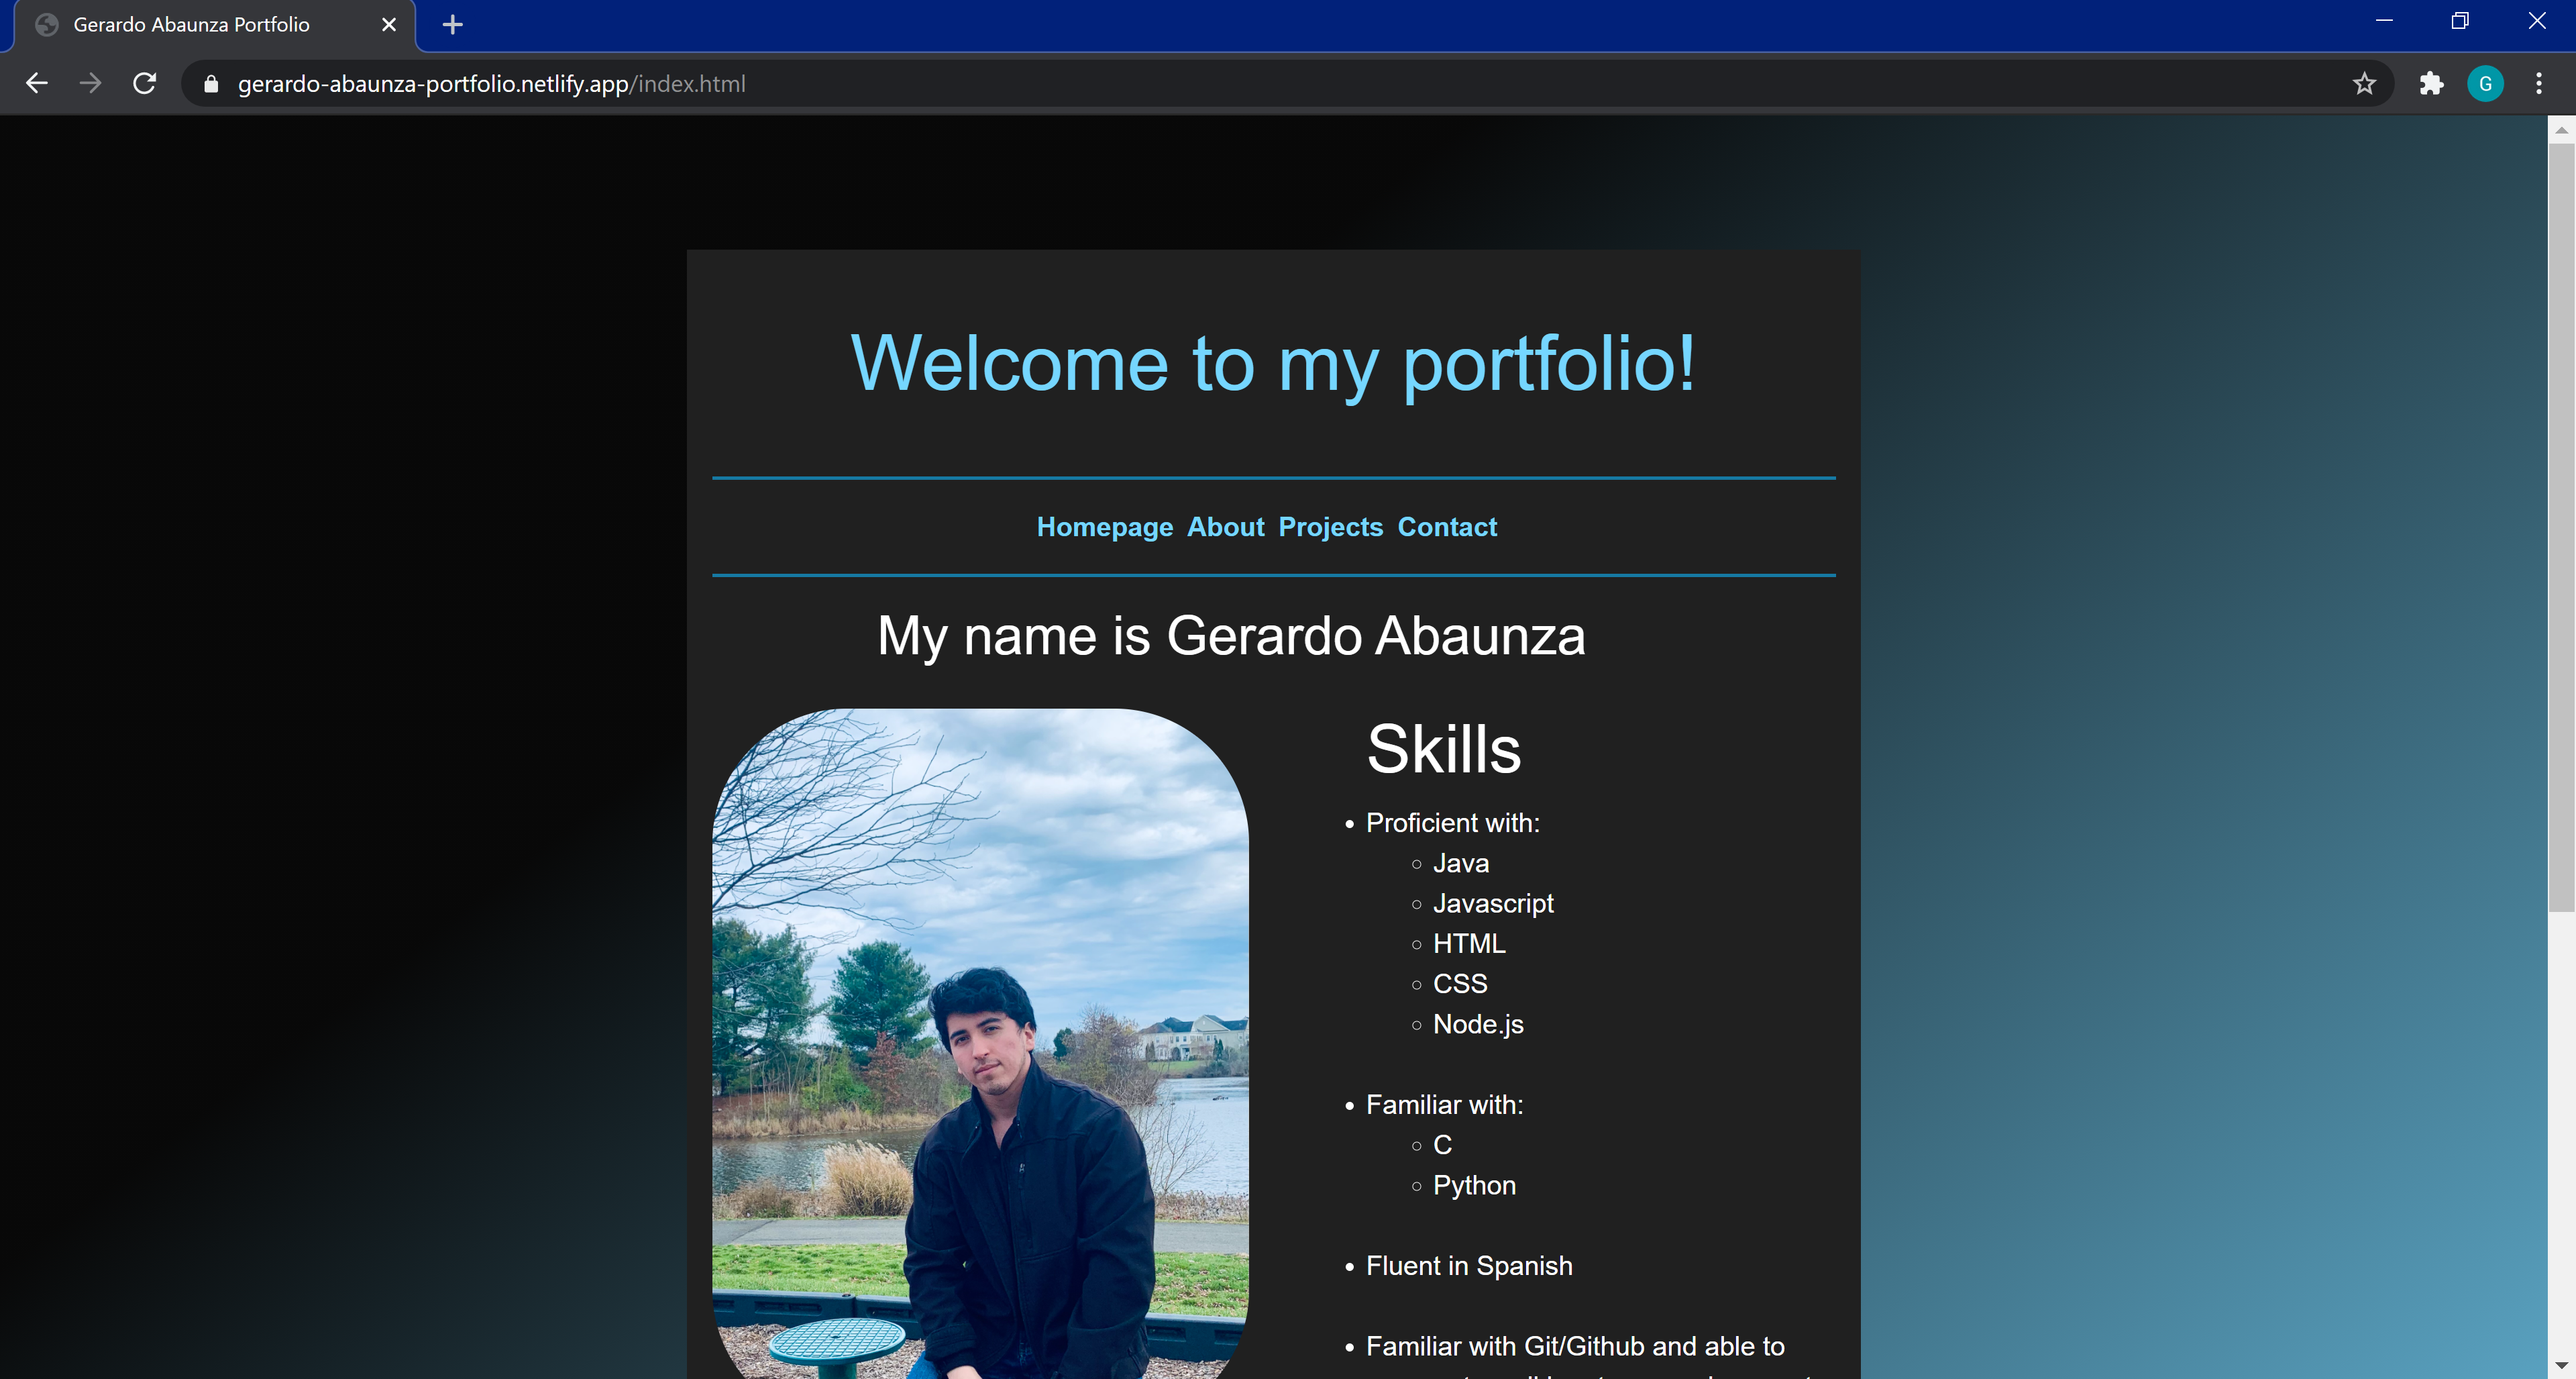 Gerardo Abaunza Portfolio
gerardo-abaunza-portfolio.netlify.app/index.html
G
Welcome to my portfolio!
Homepage About Projects Contact
My name is Gerardo Abaunza
Skills
Proficient with:
Java
Javascript
HTML
CSS
Node.js
Familiar with:
C
Python
Fluent in Spanish
Familiar with Git/Github and able to